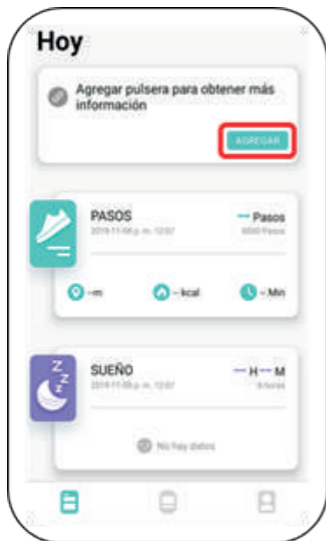 Hoy
Agregar pulsera para obtener más
información
AGREGAR
PASOS
-- Pasos
8000 Pasos
--m
-- kcal
-- Min
SUEÑO
-- H -- M
8 horas
No hay datos